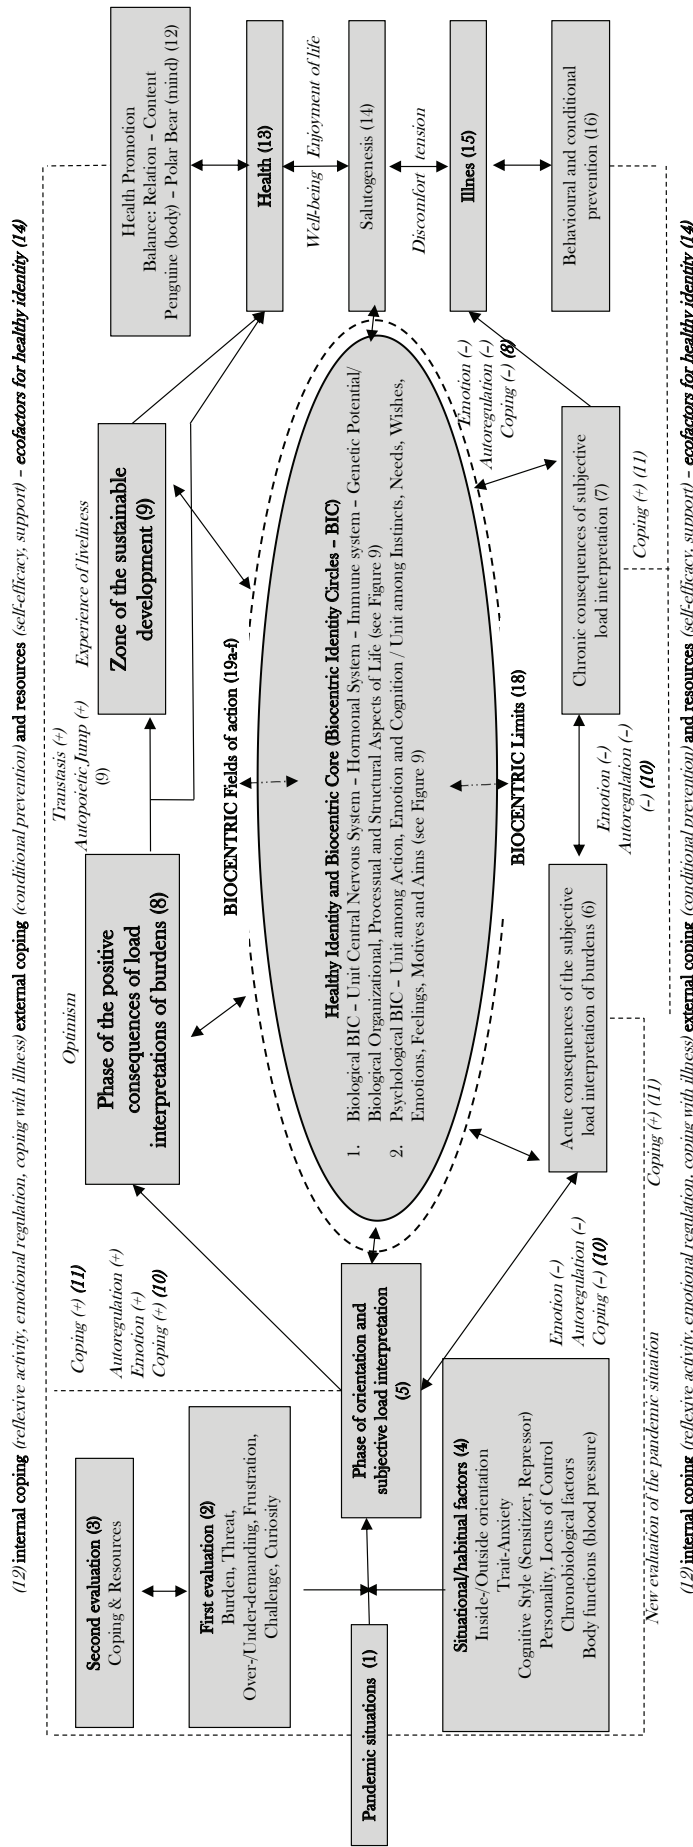 (12) internal coping (reflexive activity, emotional regulation, coping with illness) external coping (conditional prevention) and resources (self-efficacy, support) – ecofactors for healthy identity (14)
Second evaluation (3)
Coping & Resources
First evaluation (2)
Burden, Threat,
Over-/Under-demanding, Frustration,
Challenge, Curiosity
Pandemic situations (1)
Situational/habitual factors (4)
Inside-/Outside orientation
Trait-Anxiety
Cognitive Style (Sensitizer, Repressor)
Personality, Locus of Control
Chronobiological factors
Body functions (blood pressure)
New evaluation of the pandemic situation
Coping (+) (11)
Autoregulation (+)
Emotion (+)
Coping (+) (10)
Phase of orientation and
subjective load interpretation
(5)
Emotion (–)
Autoregulation (–)
Coping (–) (10)
Optimism
Phase of the positive
consequences of load
interpretations of burdens (8)
Transtasis (+)
Autopoietic Jump (+)
(9)
Experience of liveliness
Zone of the sustainable
development (9)
BIOCENTRIC Fields of action (19a-f)
Healthy Identity and Biocentric Core (Biocentric Identity Circles – BIC)
1. Biological BIC – Unit Central Nervous System – Hormonal System – Immune system – Genetic Potential/
Biological Organizational, Processual and Structural Aspects of Life (see Figure 9)
2. Psychological BIC – Unit among Action, Emotion and Cognition / Unit among Instincts, Needs, Wishes,
Emotions, Feelings, Motives and Aims (see Figure 9)
BIOCENTRIC Limits (18)
Acute consequences of the subjective
load interpretation of burdens (6)
Coping (+) (11)
Emotion (–)
Autoregulation (–)
(–) (10)
Chronic consequences of subjective
load interpretation (7)
Coping (+) (11)
Emotion (–)
Autoregulation (–)
Coping (–) (8)
Health Promotion
Balance: Relation – Content
Penguine (body) – Polar Bear (mind) (12)
Health (13)
Well-being Enjoyment of life
Salutogenesis (14)
Discomfort tension
Illnes (15)
Behavioural and conditional
prevention (16)
(12) internal coping (reflexive activity, emotional regulation, coping with illness) external coping (conditional prevention) and resources (self-efficacy, support) – ecofactors for healthy identity (14)